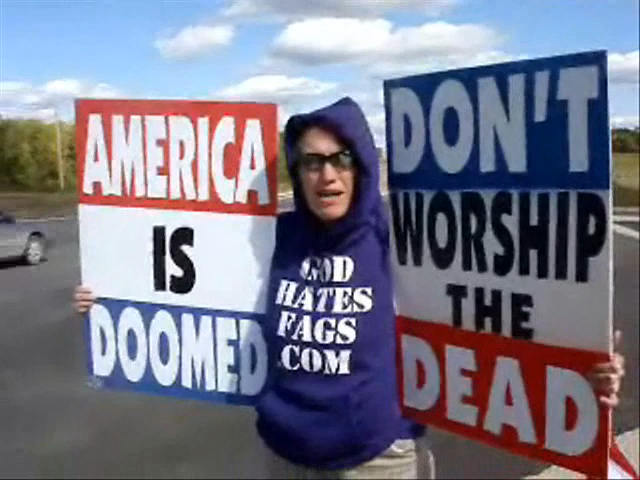 AMERICA
IS
DOOMED
GOD
HATES
FAGS
.COM
DON'T
WORSHIP
THE
DEAD